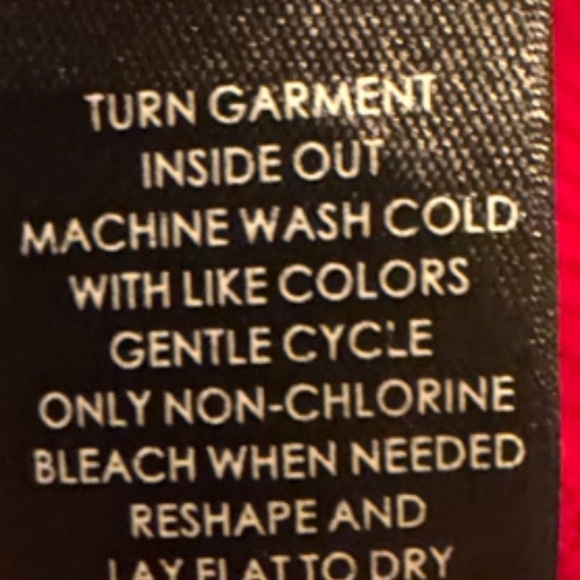 TURN GARMENT
INSIDE OUT
MACHINE WASH COLD
WITH LIKE COLORS
GENTLE CYCLE
ONLY NON-CHLORINE
BLEACH WHEN NEEDED
RESHAPE AND
LAY FLAT TO DRY